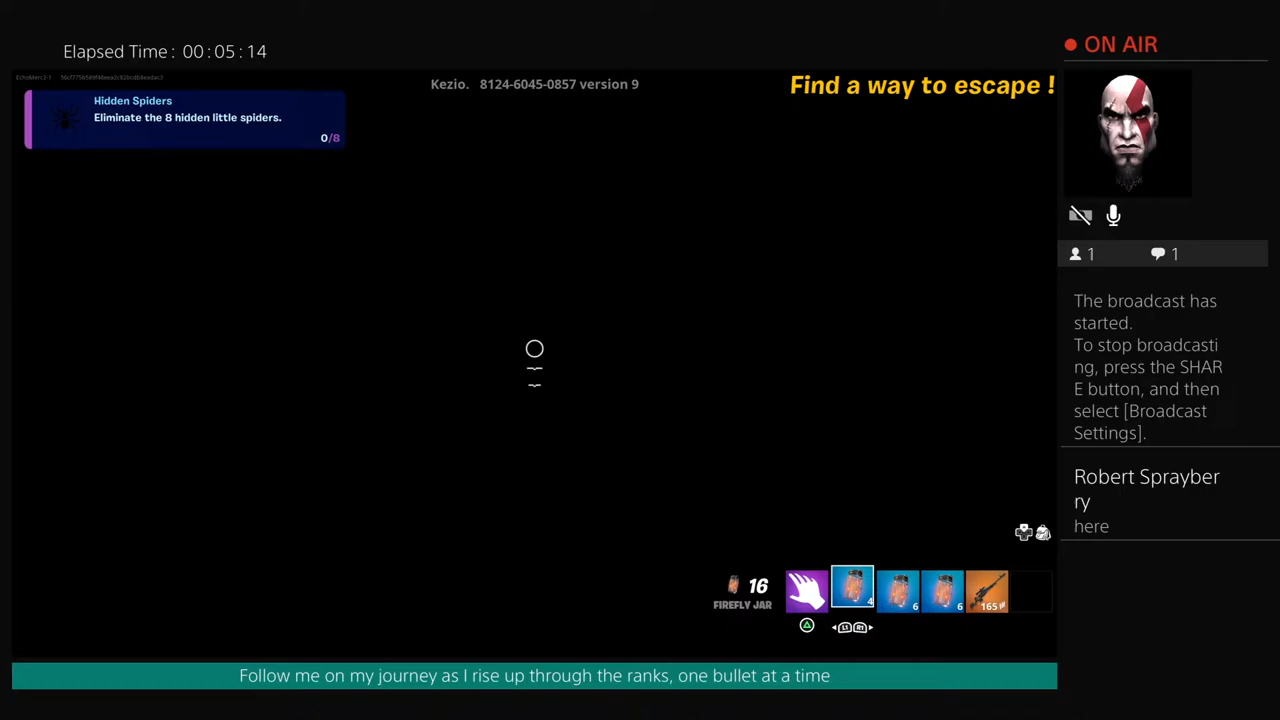 Elapsed Time: 00:05:14
ON AIR
Kezio. 8124-6045-0857 version 9
Find a way to escape !
Hidden Spiders
Eliminate the 8 hidden little spiders.
0/8
1
1
The broadcast has
started.
To stop broadcasti
ng, press the SHAR
E button, and then
select [Broadcast
Settings].
Robert Sprayber
ry
here
16
FIREFLY JAR
4
6
6
165
L1 R1
Follow me on my journey as I rise up through the ranks, one bullet at a time